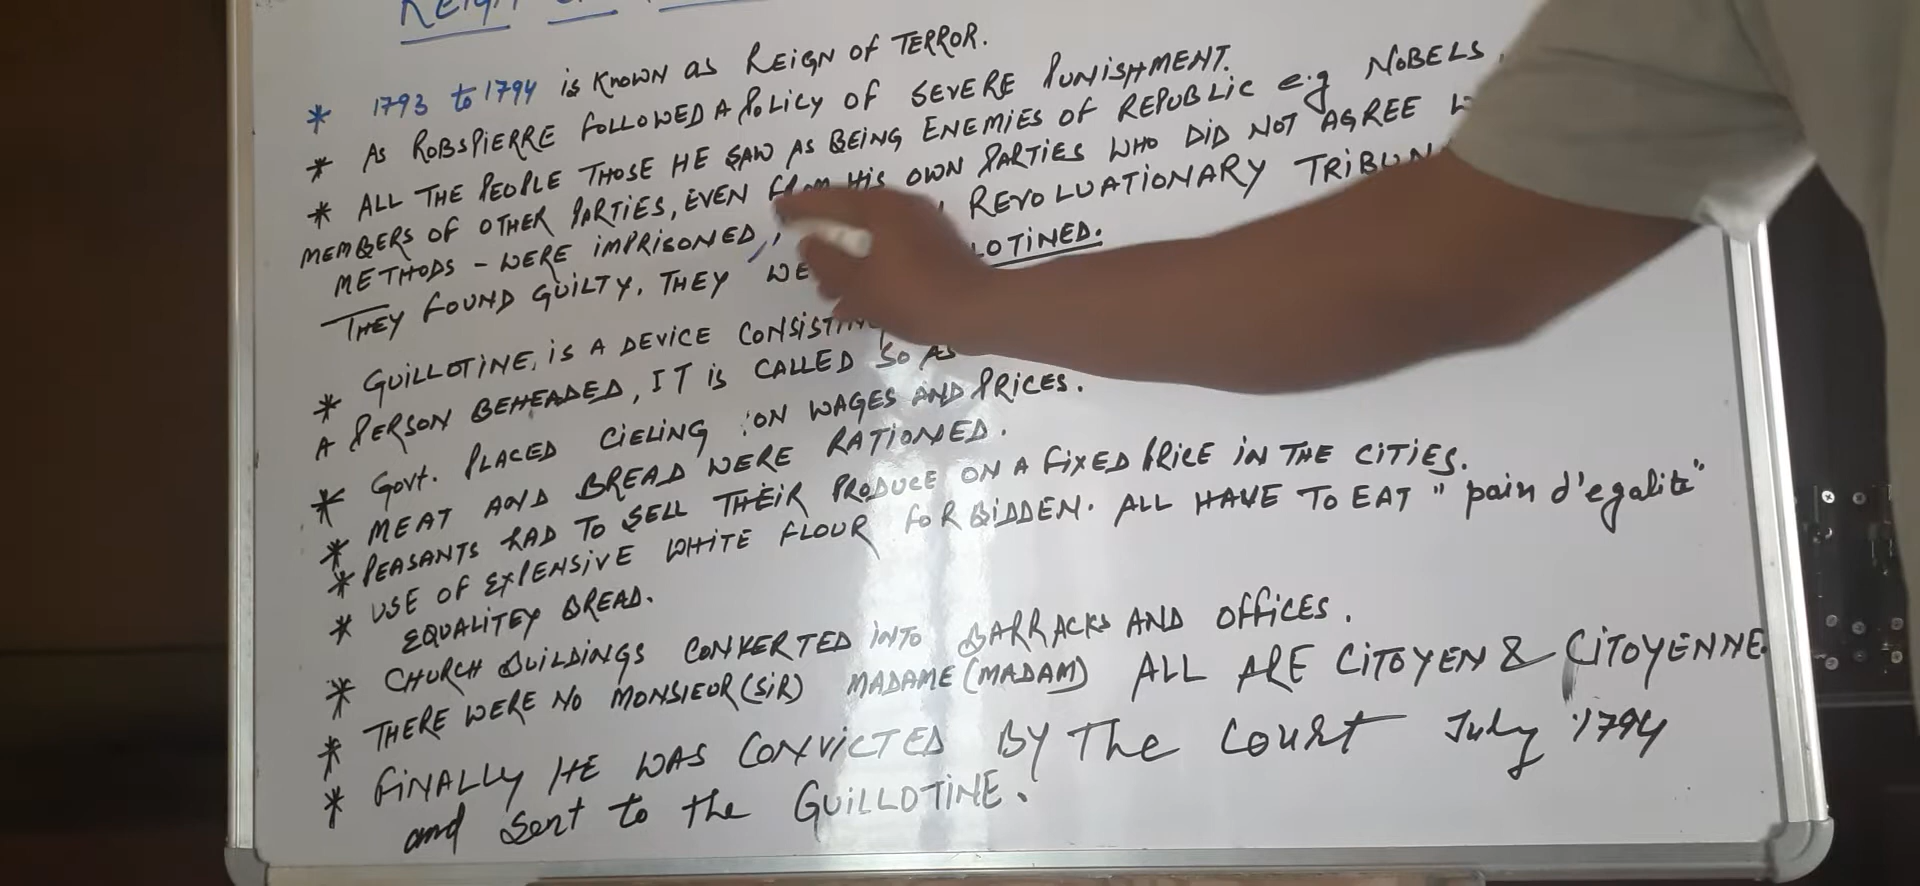 REIGN
* 1793 to 1794 is KNOWN as REIGN OF TERROR.
* AS ROBSPIERRE FOLLOWED A POLICY OF SEVERE PUNISHMENT.
* ALL THE PEOPLE THOSE HE SAW AS BEING ENEMIES OF REPUBLIC e.g NOBELS,
MEMBERS OF OTHER PARTIES, EVEN FROM HIS OWN PARTIES WHO DID NOT AGREE
METHODS - WERE IMPRISONED, REVOLUATIONARY
THEY FOUND GUILTY, THEY
* GUILLOTINE, IS A DEVICE
A PERSON BEHEADED, IT IS CALLED SO AS
* GOVT. PLACED CIELING ON WAGES AND PRICES.
* MEAT AND BREAD WERE RATIONED.
* PEASANTS HAD TO SELL THEIR PRODUCE ON A FIXED PRICE IN THE CITIES.
* USE OF EXPENSIVE WHITE FLOUR FORBIDDEN. ALL HAVE TO EAT "pain d'egalite"
EQUALITEY BREAD.
* CHURCH BUILDINGS CONVERTED INTO BARRACKS AND OFFICES.
* THERE WERE NO MONSIEUR (SIR) MADAME (MADAM) ALL ARE CITOYEN & CITOYENNE.
* FINALLY HE WAS CONVICTED BY The Court July 1794
and sent to the GUILLOTINE.